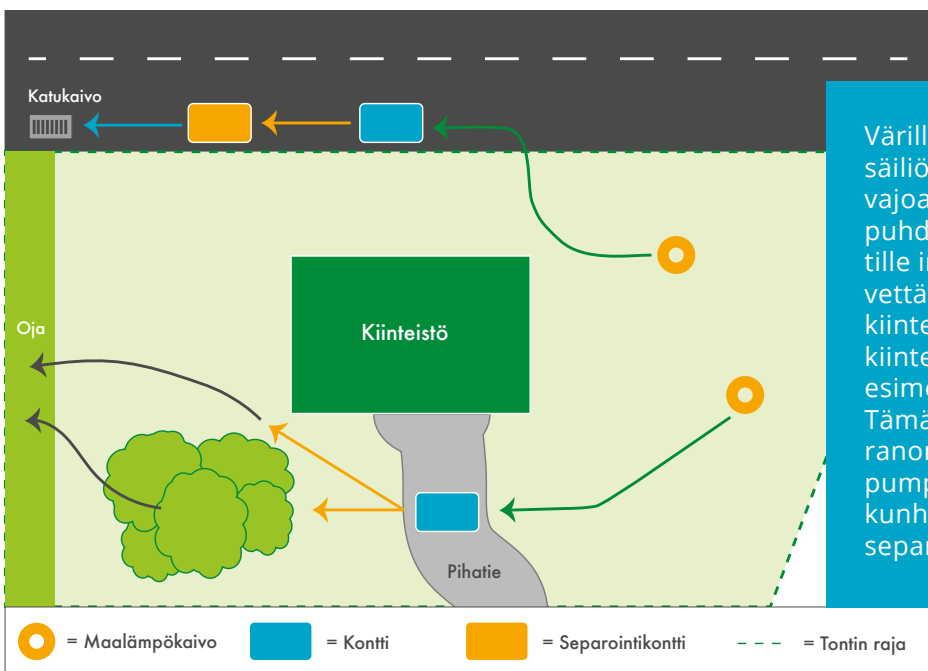 Katukaivo
Oja
Kiinteistö
Pihatie
Värill
säiliö
vajoa
puhd
tille i
vettä
kiinte
kiinte
esime
Tämä
rano
pump
kunh
separ
= Maalämpökaivo
= Kontti
= Separointikontti
= Tontin raja